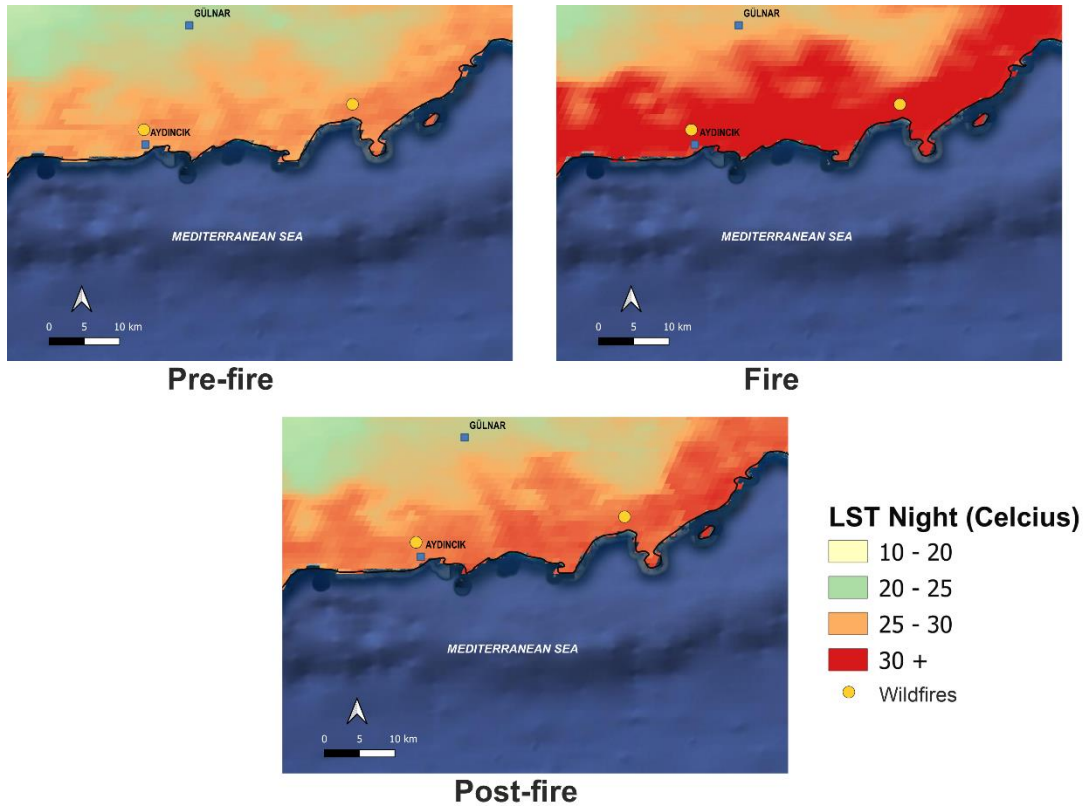 GÜLNAR
AYDINCIK
MEDITERRANEAN SEA
0 5 10 km
Pre-fire
GÜLNAR
AYDINCIK
MEDITERRANEAN SEA
0 5 10 km
Fire
GÜLNAR
AYDINCIK
MEDITERRANEAN SEA
0 5 10 km
Post-fire
LST Night (Celcius)
10 - 20
20 - 25
25 - 30
30 +
Wildfires